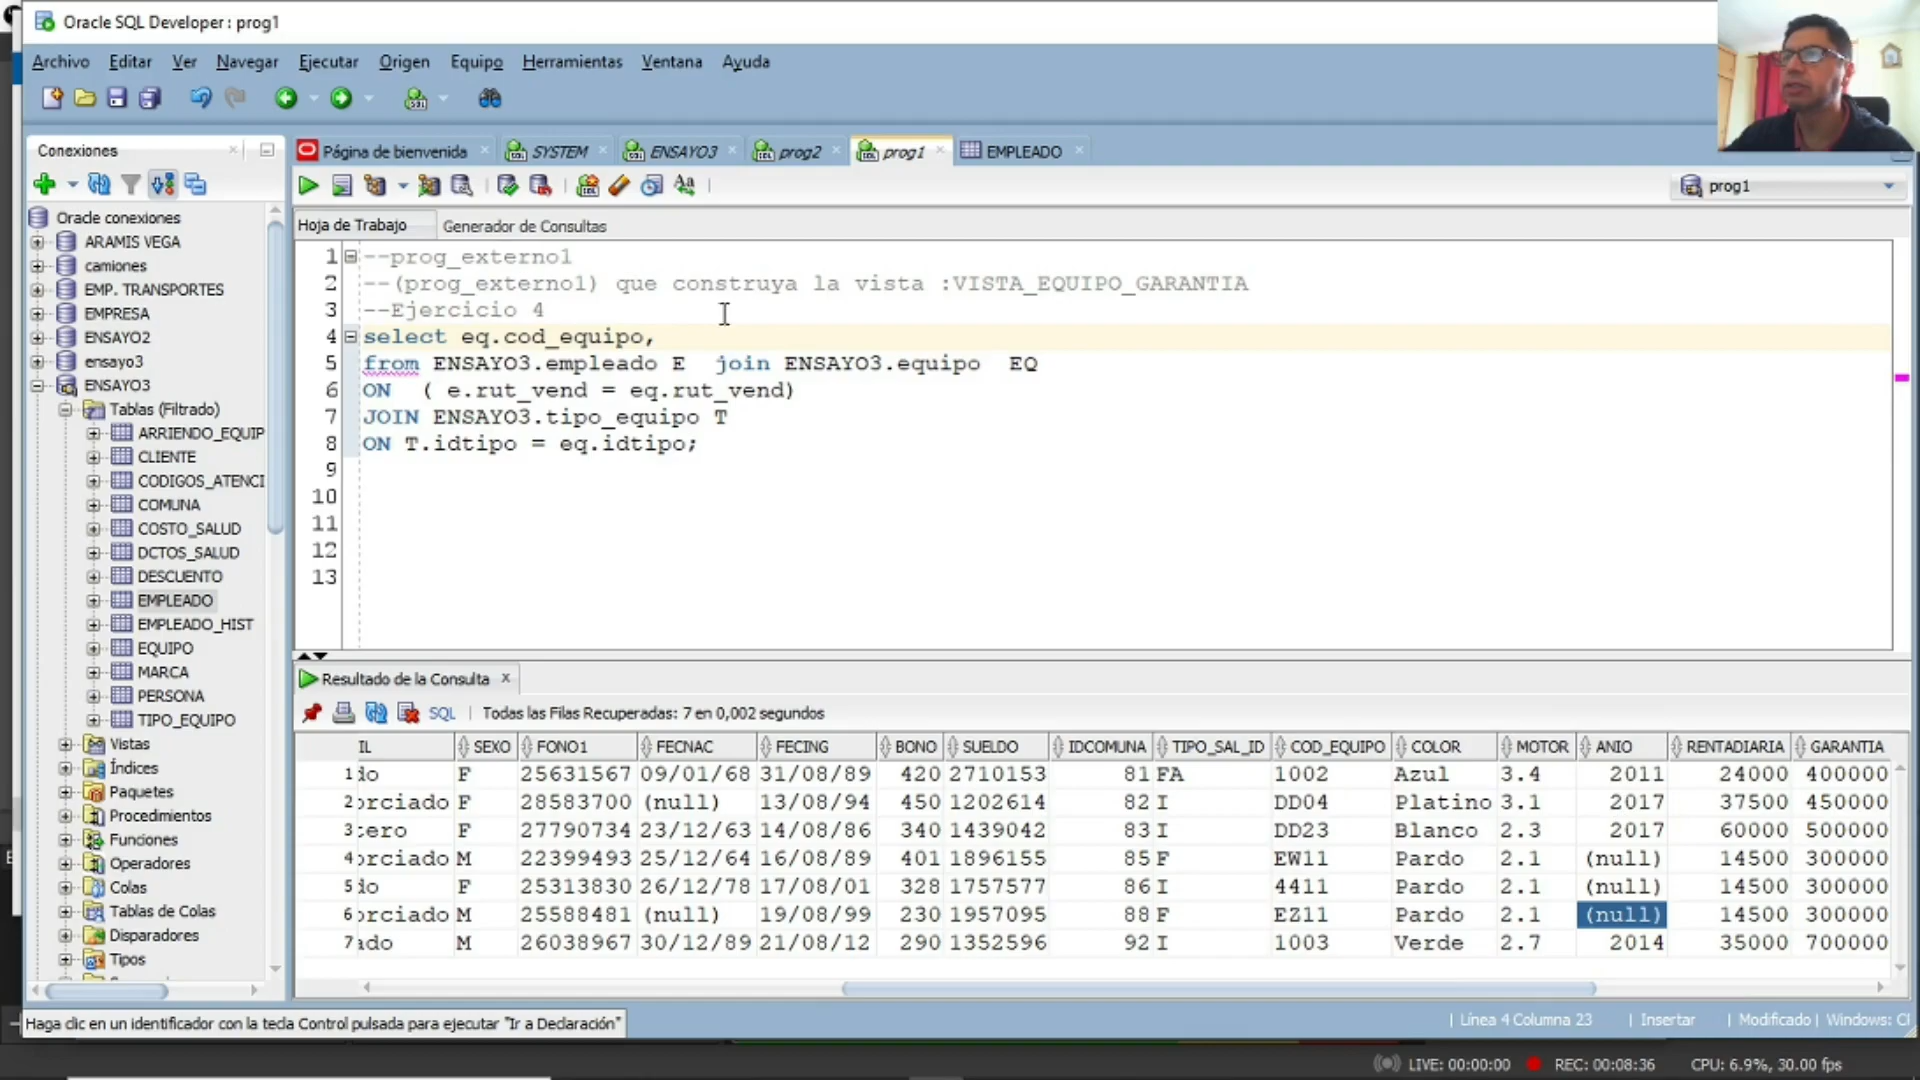 Oracle SQL Developer : prog1
Archivo Editar Ver Navegar Ejecutar Origen Equipo Herramientas Ventana Ayuda
Conexiones
Página de bienvenida SYSTEM ENSAYO3 prog2 prog1 EMPLEADO
prog1
Oracle conexiones
ARAMIS VEGA
camiones
EMP. TRANSPORTES
EMPRESA
ENSAYO2
ensayo3
ENSAYO3
Tablas (Filtrado)
ARRIENDO_EQUIP
CLIENTE
CODIGOS_ATENCI
COMUNA
COSTO_SALUD
DCTOS_SALUD
DESCUENTO
EMPLEADO
EMPLEADO_HIST
EQUIPO
MARCA
PERSONA
TIPO_EQUIPO
Vistas
Índices
Paquetes
Procedimientos
Funciones
Operadores
Colas
Tablas de Colas
Disparadores
Tipos
Hoja de Trabajo Generador de Consultas
1 --prog_externo1
2 --(prog_externo1) que construya la vista :VISTA_EQUIPO_GARANTIA
3 --Ejercicio 4
4 select eq.cod_equipo,
5 from ENSAYO3.empleado E join ENSAYO3.equipo EQ
6 ON ( e.rut_vend = eq.rut_vend)
7 JOIN ENSAYO3.tipo_equipo T
8 ON T.idtipo = eq.idtipo;
9
10
11
12
13
Resultado de la Consulta x
SQL | Todas las Filas Recuperadas: 7 en 0,002 segundos
IL SEXO FONO1 FECNAC FECING BONO SUELDO IDCOMUNA TIPO_SAL_ID COD_EQUIPO COLOR MOTOR ANIO RENTADIARIA GARANTIA
1 do F 25631567 09/01/68 31/08/89 420 2710153 81 FA 1002 Azul 3.4 2011 24000 400000
2 orciado F 28583700 (null) 13/08/94 450 1202614 82 I DD04 Platino 3.1 2017 37500 450000
3 tero F 27790734 23/12/63 14/08/86 340 1439042 83 I DD23 Blanco 2.3 2017 60000 500000
4 orciado M 22399493 25/12/64 16/08/89 401 1896155 85 F EW11 Pardo 2.1 (null) 14500 300000
5 do F 25313830 26/12/78 17/08/01 328 1757577 86 I 4411 Pardo 2.1 (null) 14500 300000
6 orciado M 25588481 (null) 19/08/99 230 1957095 88 F EZ11 Pardo 2.1 (null) 14500 300000
7 ado M 26038967 30/12/89 21/08/12 290 1352596 92 I 1003 Verde 2.7 2014 35000 700000
Haga clic en un identificador con la tecla Control pulsada para ejecutar "Ir a Declaración"
| Línea 4 Columna 23 | Insertar | Modificado | Windows: C
LIVE: 00:00:00 REC: 00:08:36 CPU: 6.9%, 30.00 fps